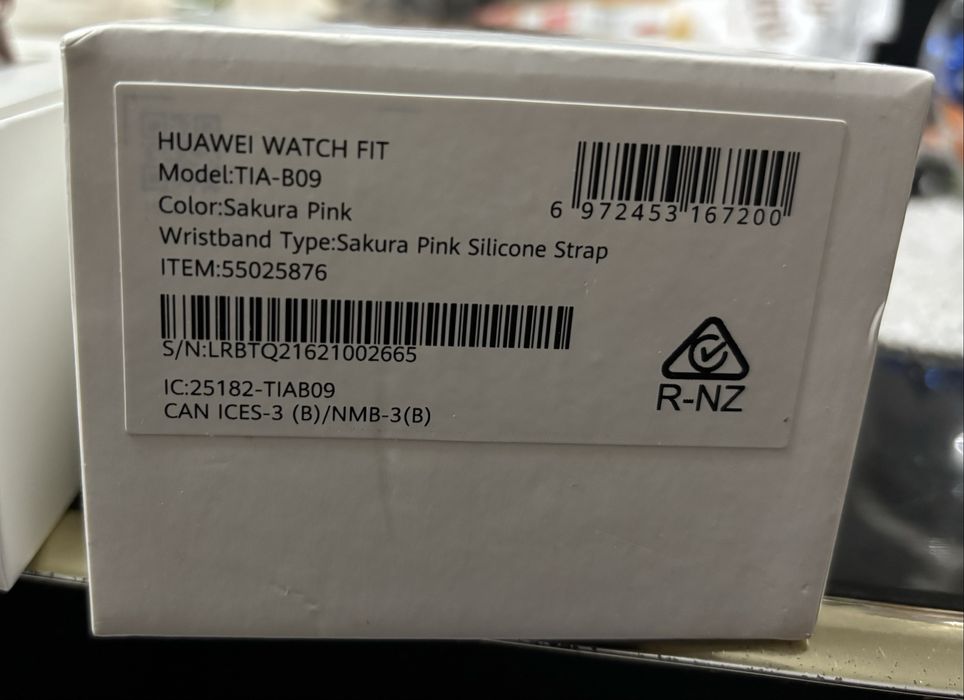 HUAWEI WATCH FIT
Model:TIA-B09
Color:Sakura Pink
Wristband Type:Sakura Pink Silicone Strap
ITEM:55025876
6 972453 167200
S/N:LRBTQ21621002665
IC:25182-TIAB09
CAN ICES-3 (B)/NMB-3(B)
R-NZ